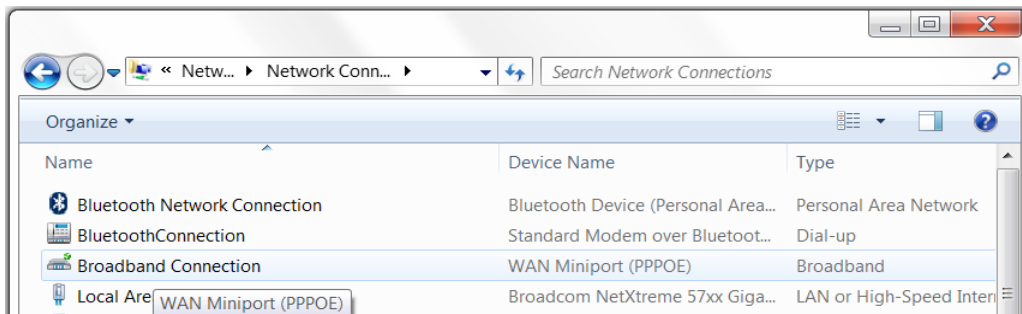 « Netw... ▸ Network Conn... ▸ Search Network Connections
Organize
Name Device Name Type
Bluetooth Network Connection Bluetooth Device (Personal Area... Personal Area Network
BluetoothConnection Standard Modem over Bluetoot... Dial-up
Broadband Connection WAN Miniport (PPPOE) Broadband
Local Are Broadcom NetXtreme 57xx Giga... LAN or High-Speed Inter
WAN Miniport (PPPOE)